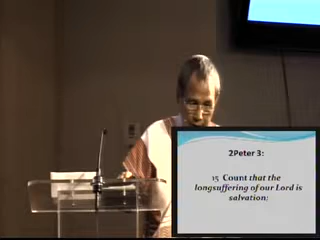 2Peter 3:
15 Count that the
longsuffering of our Lord is
salvation;